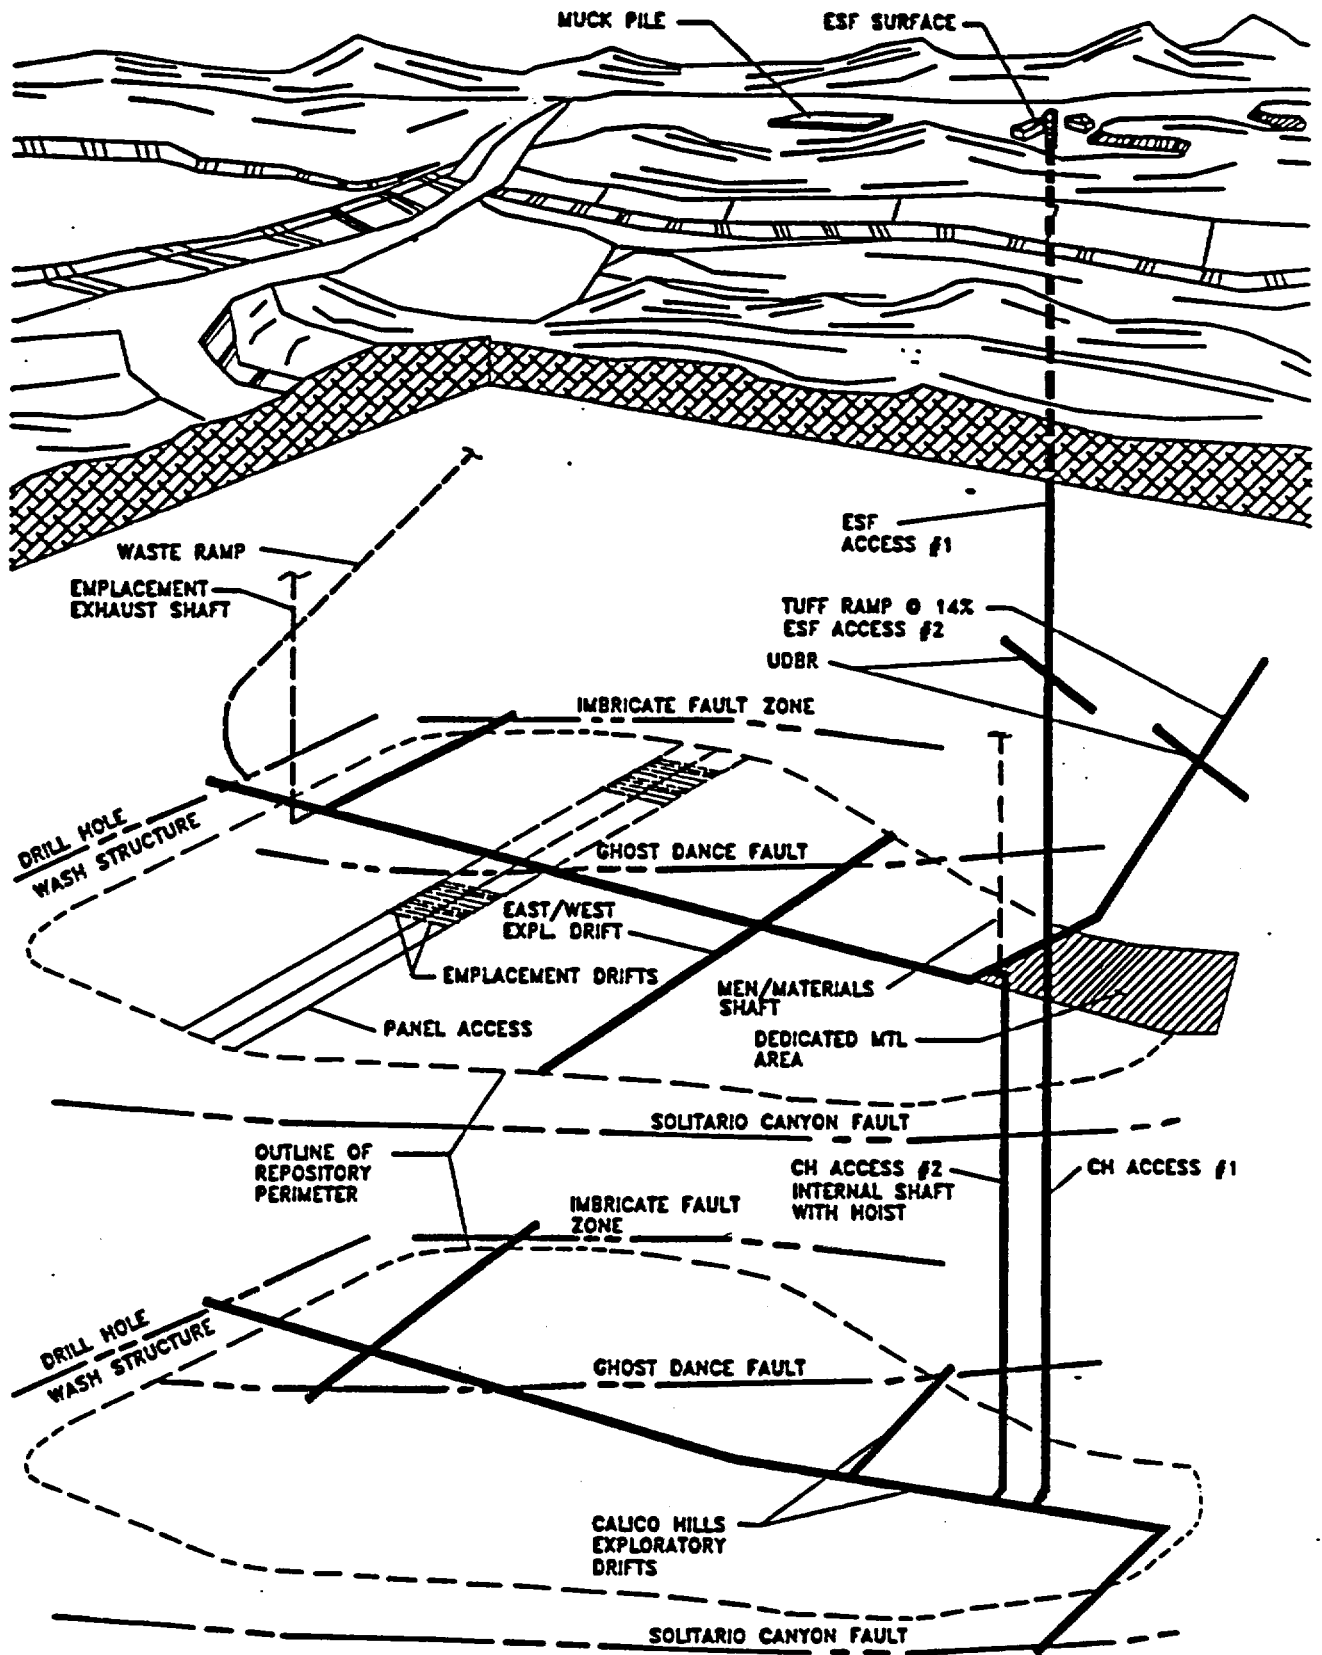 MUCK PILE
ESF SURFACE
ESF
ACCESS #1
WASTE RAMP
EMPLACEMENT
EXHAUST SHAFT
TUFF RAMP @ 14%
ESF ACCESS #2
UDBR
IMBRICATE FAULT ZONE
DRILL HOLE
WASH STRUCTURE
GHOST DANCE FAULT
EAST/WEST
EXPL. DRIFT
EMPLACEMENT DRIFTS
MEN/MATERIALS
SHAFT
PANEL ACCESS
DEDICATED MTL
AREA
SOLITARIO CANYON FAULT
OUTLINE OF
REPOSITORY
PERIMETER
CH ACCESS #2
INTERNAL SHAFT
WITH HOIST
CH ACCESS #1
IMBRICATE FAULT
ZONE
DRILL HOLE
WASH STRUCTURE
GHOST DANCE FAULT
CALICO HILLS
EXPLORATORY
DRIFTS
SOLITARIO CANYON FAULT